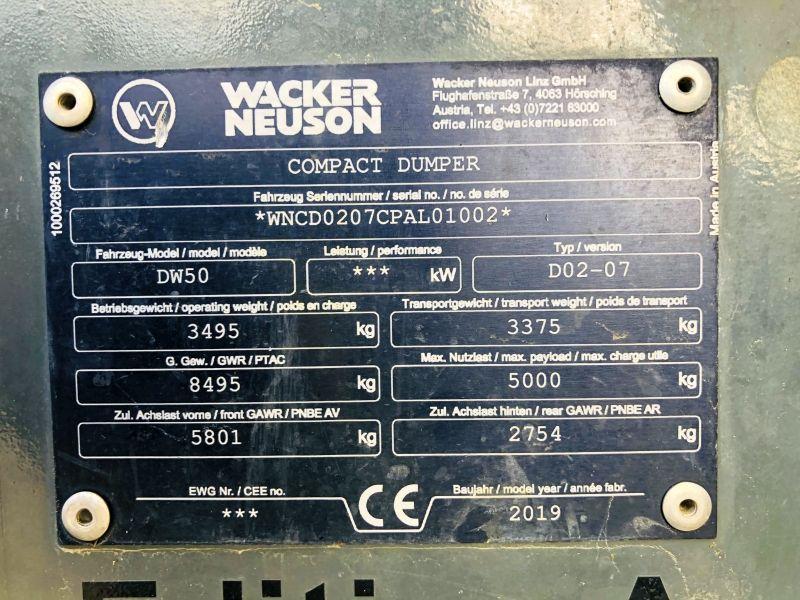 W
WACKER
NEUSON
Wacker Neuson Linz GmbH
Flughafenstraße 7, 4063 Hörsching
Austria, Tel. +43 (0)7221 63000
office.linz@wackerneuson.com
COMPACT DUMPER
Fahrzeug Seriennummer / serial no. / no. de série
*WNCD0207CPAL01002*
Fahrzeug-Model / model / modèle Leistung / performance Typ / version
DW50 *** kW D02-07
Betriebsgewicht / operating weight / poids en charge Transportgewicht / transport weight / poids de transport
3495 kg 3375 kg
G. Gew. / GWR / PTAC Max. Nutzlast / max. payload / max. charge utile
8495 kg 5000 kg
Zul. Achslast vorne / front GAWR / PNBE AV Zul. Achslast hinten / rear GAWR / PNBE AR
5801 kg 2754 kg
EWG Nr. / CEE no. CE Baujahr / model year / année fabr.
*** 2019
1000269512
Made in Austria